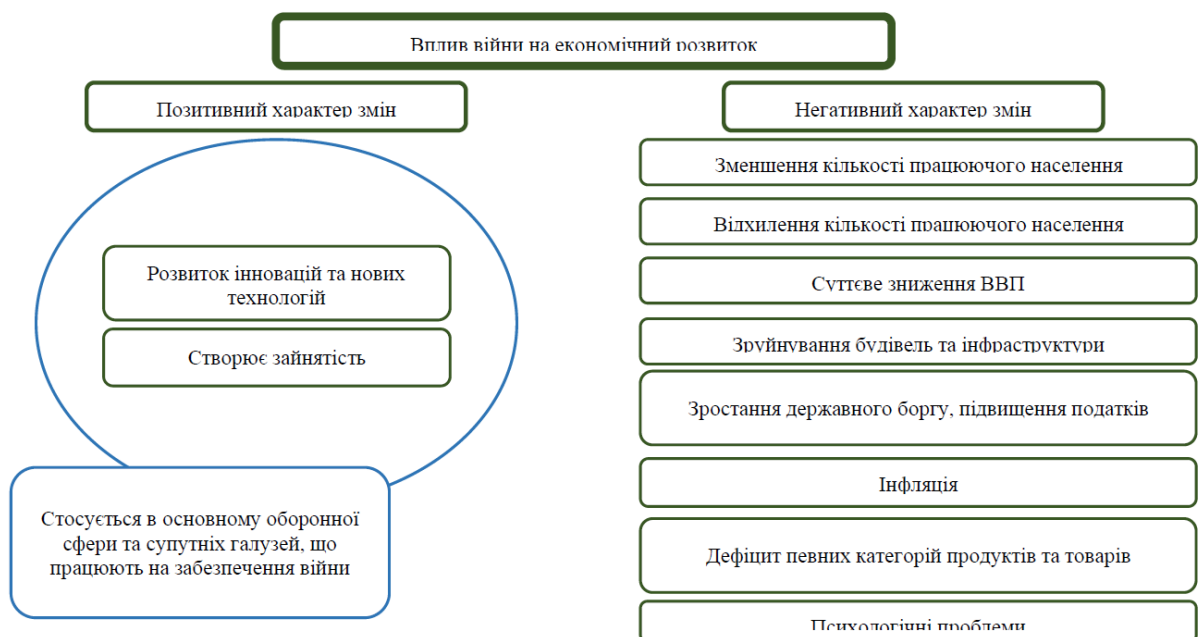 Вплив війни на економічний розвиток
Позитивний характер змін
Негативний характер змін
Розвиток інновацій та нових
технологій
Створює зайнятість
Стосується в основному оборонної
сфери та супутніх галузей, що
працюють на забезпечення війни
Зменшення кількості працюючого населення
Відхилення кількості працюючого населення
Суттєве зниження ВВП
Зруйнування будівель та інфраструктури
Зростання державного боргу, підвищення податків
Інфляція
Дефіцит певних категорій продуктів та товарів
Психологічні проблеми